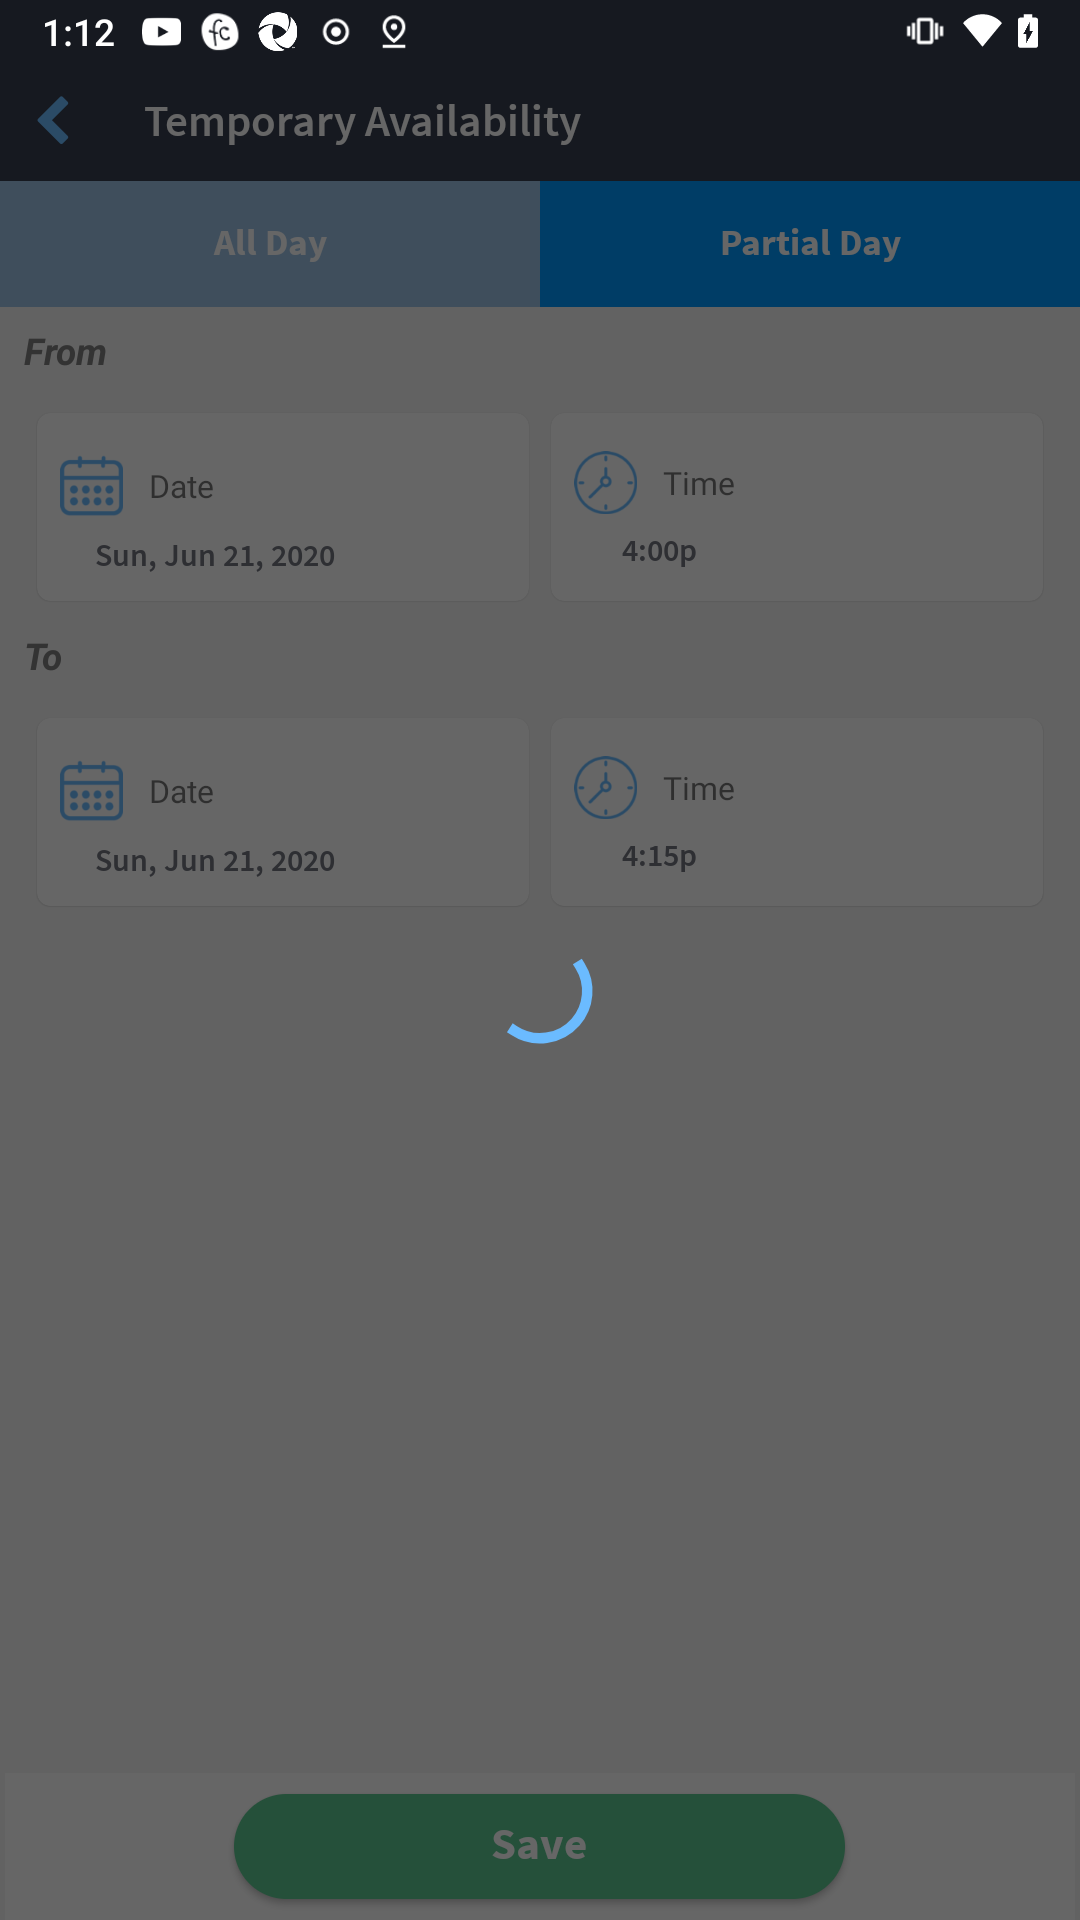 1:12
Temporary Availability
All Day
Partial Day
From
Date
Time
Sun, Jun 21, 2020
4:00p
To
Date
Time
Sun, Jun 21, 2020
4:15p
Save